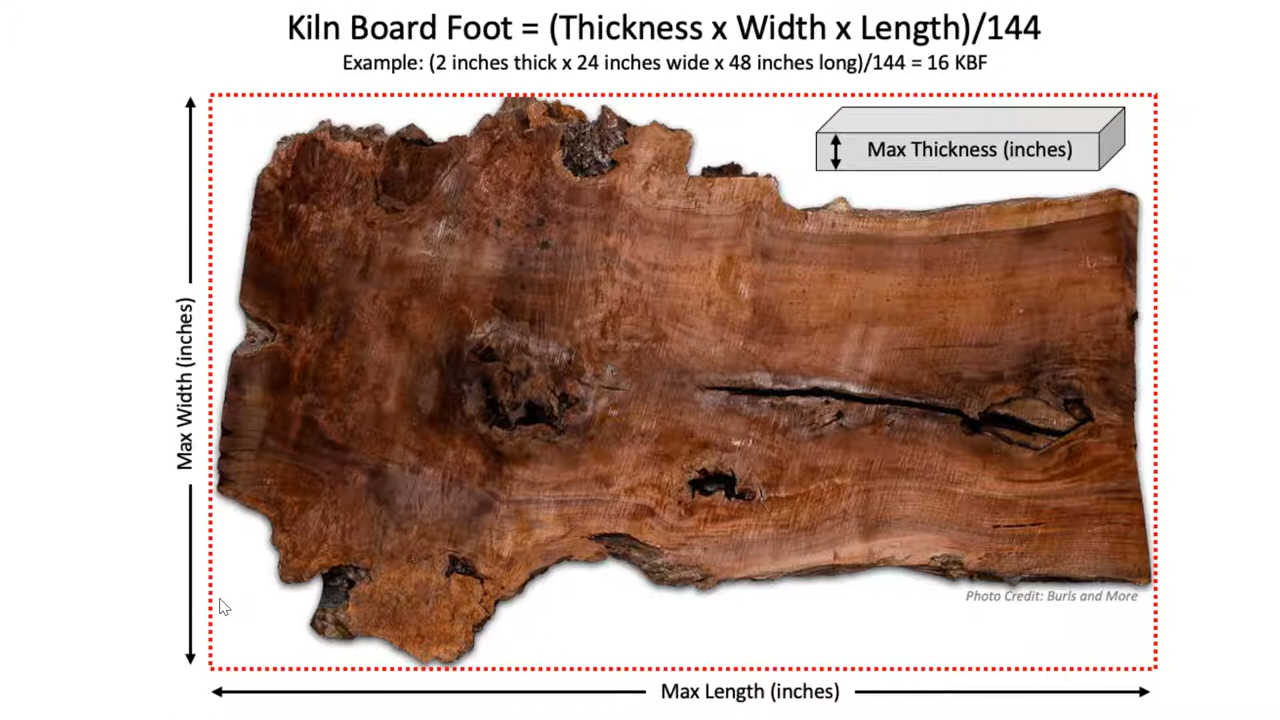 Kiln Board Foot = (Thickness x Width x Length)/144
Example: (2 inches thick x 24 inches wide x 48 inches long)/144 = 16 KBF
Max Thickness (inches)
Max Width (inches)
Photo Credit: Burls and More
Max Length (inches)